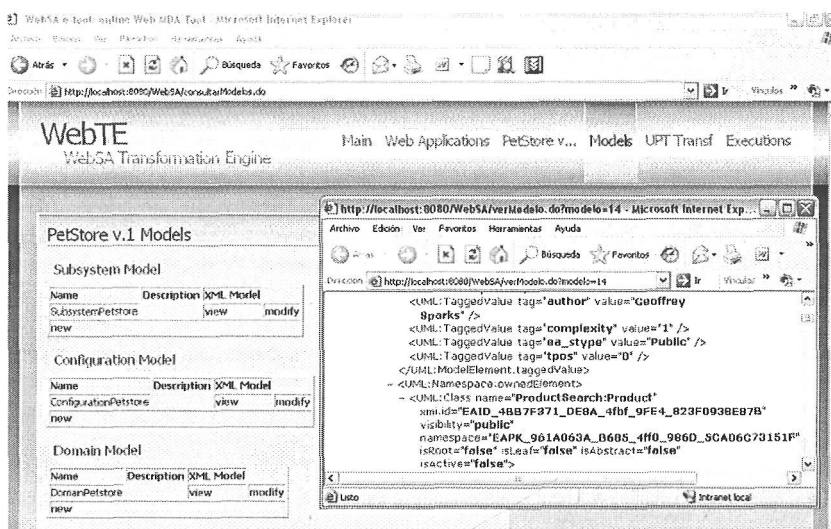 WebSA e-tool: online Web MDA Tool - Microsoft Internet Explorer
Archivo Edición Ver Favoritos Herramientas Ayuda
Atrás Búsqueda Favoritos
Dirección http://localhost:8080/WebSA/consultarModelos.do Ir Vínculos »
WebTE
WebSA Transformation Engine
Main Web Applications PetStore v... Models UPT Transf Executions
PetStore v.1 Models
Subsystem Model
Name Description XML Model
SubsystemPetstore view modify
new
Configuration Model
Name Description XML Model
ConfigurationPetstore view modify
new
Domain Model
Name Description XML Model
DomainPetstore view modify
new
http://localhost:8080/WebSA/verModelo.do?modelo=14 - Microsoft Internet Exp...
Archivo Edición Ver Favoritos Herramientas Ayuda
Atrás Búsqueda Favoritos »
Dirección http://localhost:8080/WebSA/verModelo.do?modelo=14 Ir Vínculos »
<UML:TaggedValue tag="author" value="Geoffrey
Sparks" />
<UML:TaggedValue tag="complexity" value="1" />
<UML:TaggedValue tag="ea_stype" value="Public" />
<UML:TaggedValue tag="tpos" value="0" />
</UML:ModelElement.taggedValue>
- <UML:Namespace.ownedElement>
- <UML:Class name="ProductSearch:Product"
xmi.id="EAID_4BB7F371_DE8A_4fbf_9FE4_823F0938E87B"
visibility="public"
namespace="EAPK_961A063A_B6B5_4ff0_986D_5CA06C73151F"
isRoot="false" isLeaf="false" isAbstract="false"
isActive="false">
Listo Intranet local